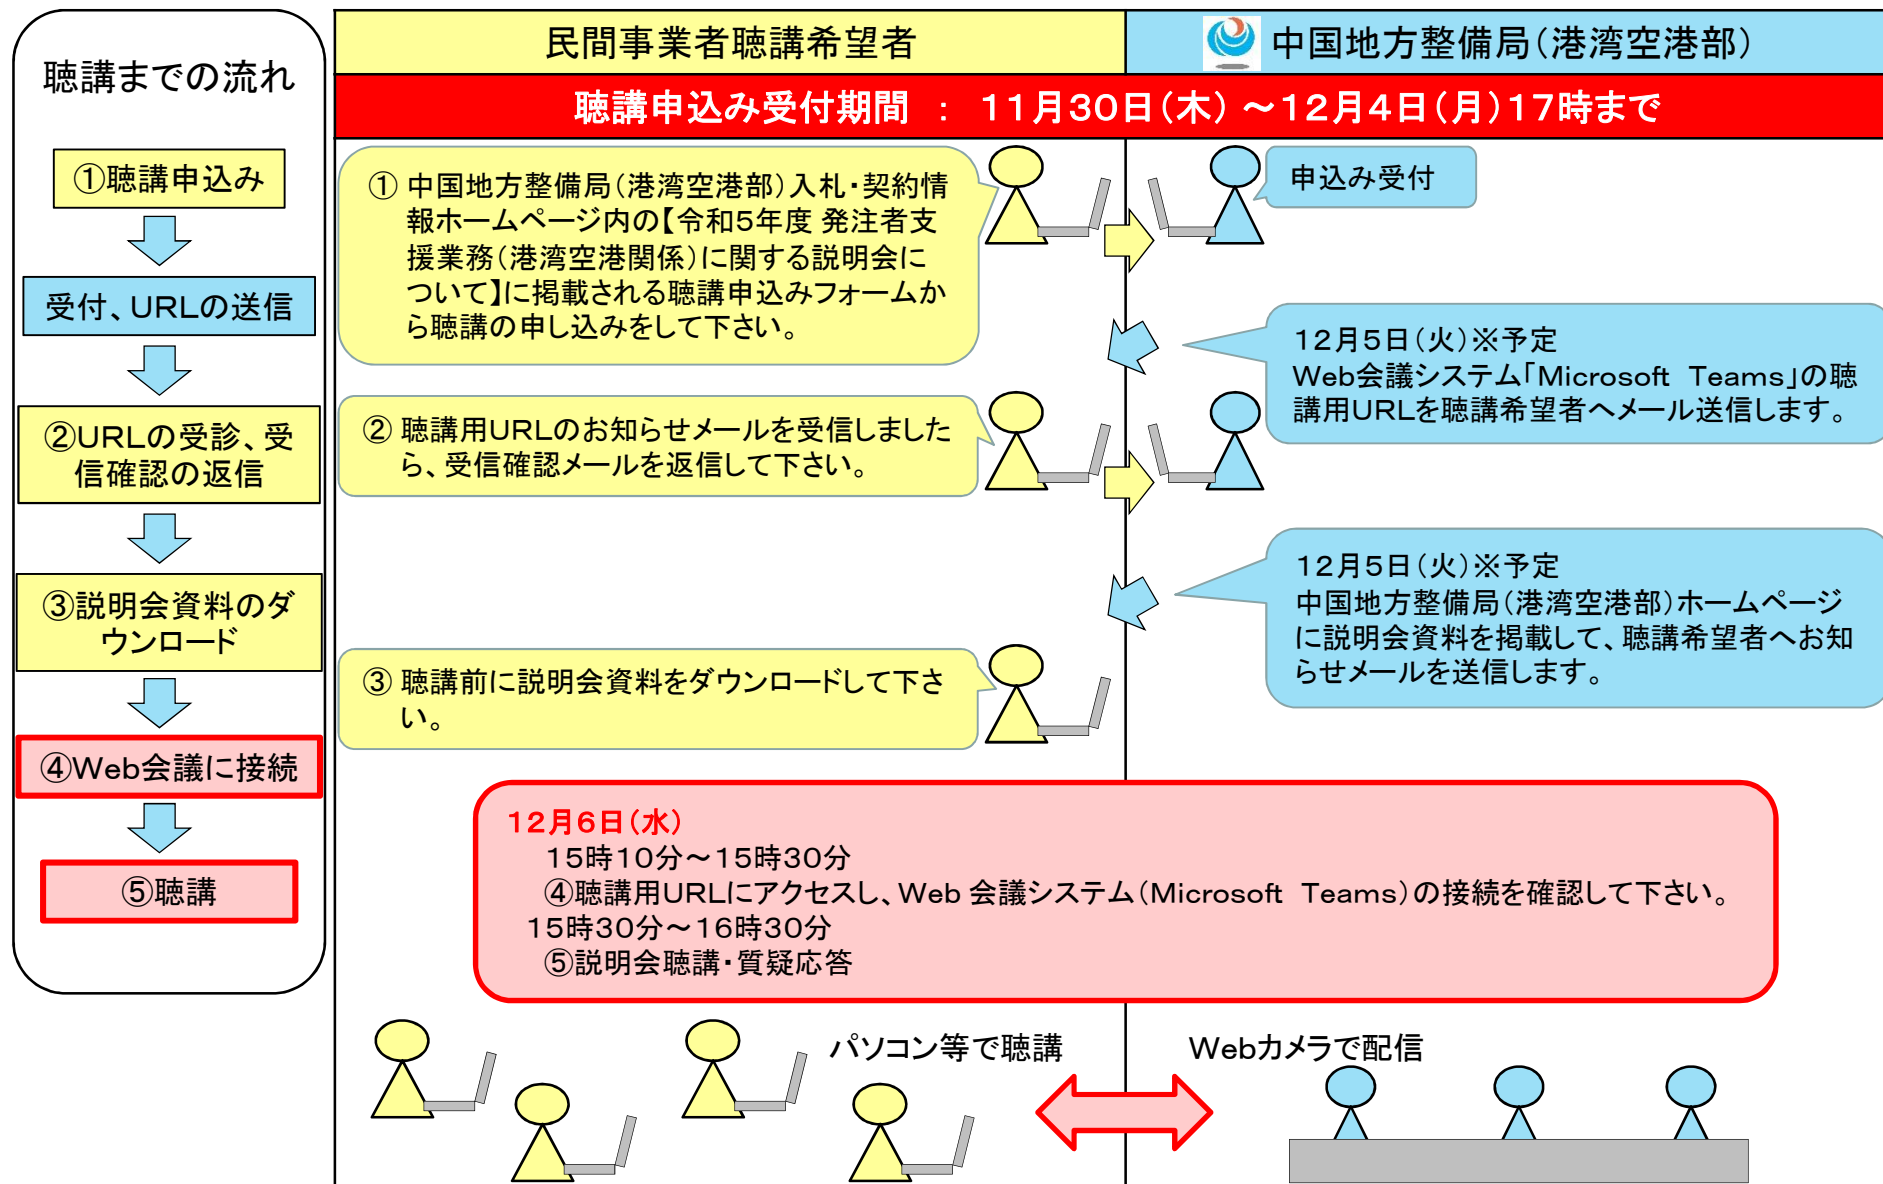 聴講までの流れ
①聴講申込み
受付、URLの送信
②URLの受診、受
信確認の返信
③説明会資料のダ
ウンロード
④Web会議に接続
⑤聴講
民間事業者聴講希望者
中国地方整備局(港湾空港部)
聴講申込み受付期間 : 11月30日(木)~12月4日(月)17時まで
① 中国地方整備局(港湾空港部)入札・契約情
報ホームページ内の【令和5年度 発注者支
援業務(港湾空港関係)に関する説明会に
ついて】に掲載される聴講申込みフォームか
ら聴講の申し込みをして下さい。
申込み受付
12月5日(火)※予定
Web会議システム「Microsoft Teams」の聴
講用URLを聴講希望者へメール送信します。
② 聴講用URLのお知らせメールを受信しました
ら、受信確認メールを返信して下さい。
12月5日(火)※予定
中国地方整備局(港湾空港部)ホームページ
に説明会資料を掲載して、聴講希望者へお知
らせメールを送信します。
③ 聴講前に説明会資料をダウンロードして下さ
い。
12月6日(水)
15時10分~15時30分
④聴講用URLにアクセスし、Web 会議システム(Microsoft Teams)の接続を確認して下さい。
15時30分~16時30分
⑤説明会聴講・質疑応答
パソコン等で聴講
Webカメラで配信